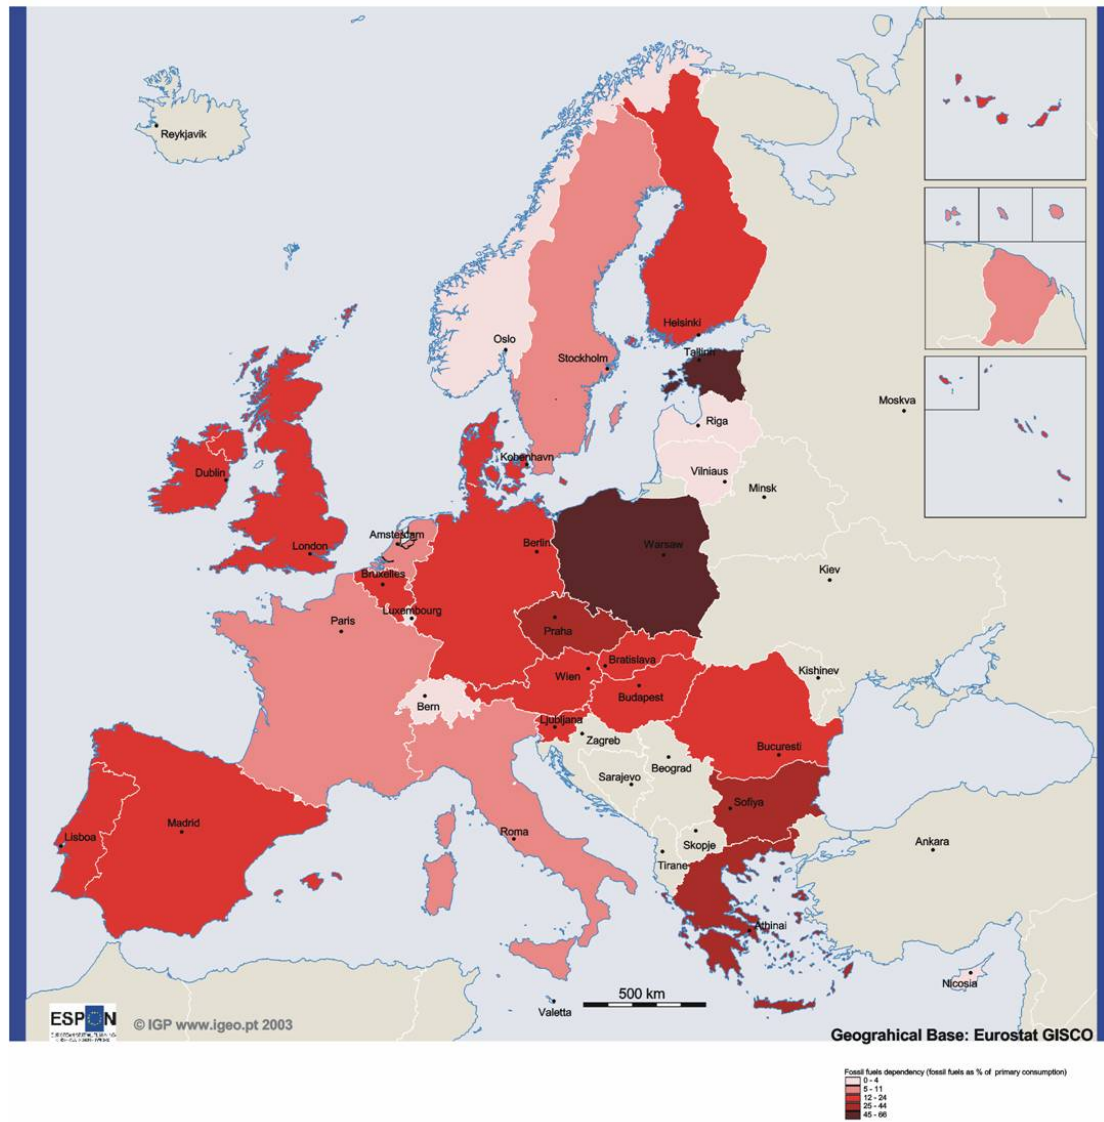 Reykjavik
Oslo
Helsinki
Tallinn
Stockholm
Moskva
Riga
Kobenhavn
Vilniaus
Dublin
Minsk
Amsterdam
London
Berlin
Warsaw
Bruxelles
Kiev
Luxembourg
Paris
Praha
Bratislava
Kishinev
Wien
Budapest
Bern
Ljubljana
Zagreb
Bucuresti
Beograd
Sarajevo
Sofiya
Madrid
Lisboa
Roma
Skopje
Ankara
Tirane
Athinai
Nicosia
500 km
Valetta
ESPON
© IGP www.igeo.pt 2003
Geograhical Base: Eurostat GISCO
Fossil fuels dependency (fossil fuels as % of primary consumption)
0 - 4
5 - 11
12 - 24
25 - 44
45 - 66